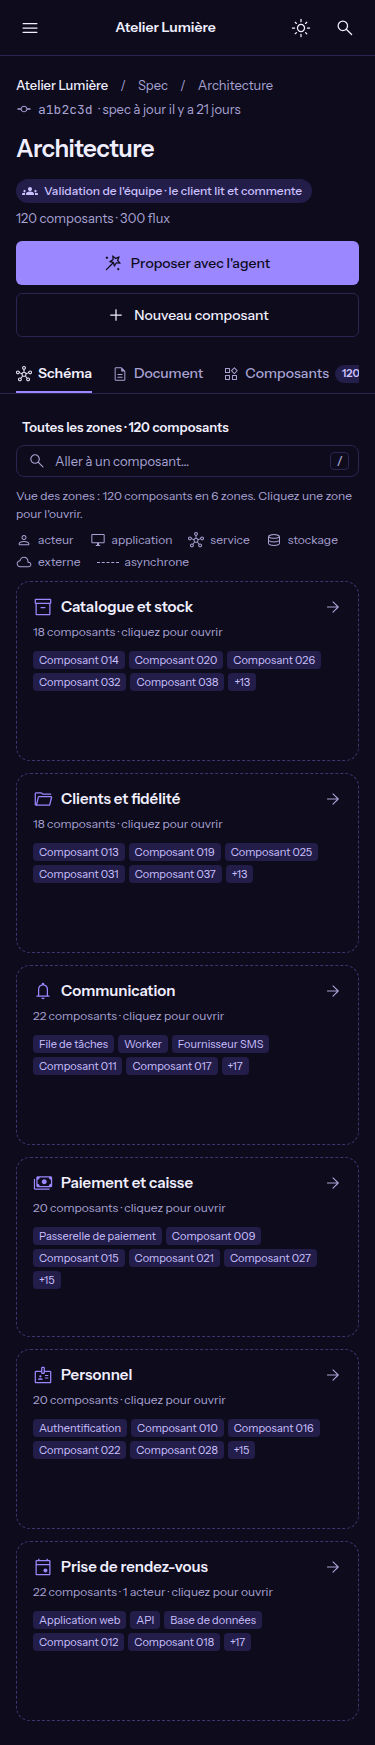 Atelier Lumière
Atelier Lumière / Spec / Architecture
a1b2c3d · spec à jour il y a 21 jours
Architecture
Validation de l'équipe · le client lit et commente
120 composants · 300 flux
Proposer avec l'agent
Nouveau composant
Schéma Document Composants 120
Toutes les zones · 120 composants
Aller à un composant... /
Vue des zones : 120 composants en 6 zones. Cliquez une zone
pour l'ouvrir.
acteur application service stockage
externe asynchrone
Catalogue et stock
18 composants · cliquez pour ouvrir
Composant 014 Composant 020 Composant 026
Composant 032 Composant 038 +13
Clients et fidélité
18 composants · cliquez pour ouvrir
Composant 013 Composant 019 Composant 025
Composant 031 Composant 037 +13
Communication
22 composants · cliquez pour ouvrir
File de tâches Worker Fournisseur SMS
Composant 011 Composant 017 +17
Paiement et caisse
20 composants · cliquez pour ouvrir
Passerelle de paiement Composant 009
Composant 015 Composant 021 Composant 027
+15
Personnel
20 composants · cliquez pour ouvrir
Authentification Composant 010 Composant 016
Composant 022 Composant 028 +15
Prise de rendez-vous
22 composants · 1 acteur · cliquez pour ouvrir
Application web API Base de données
Composant 012 Composant 018 +17